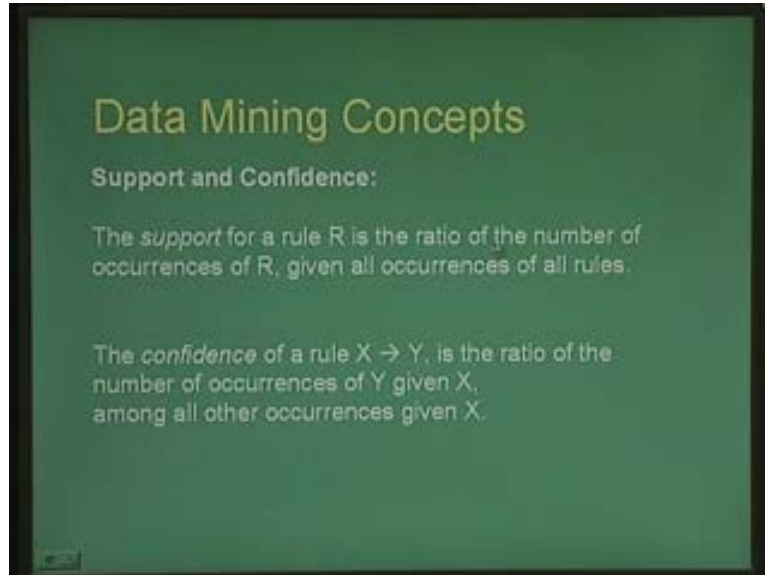 Data Mining Concepts
Support and Confidence:
The support for a rule R is the ratio of the number of
occurrences of R, given all occurrences of all rules.
The confidence of a rule X → Y, is the ratio of the
number of occurrences of Y given X,
among all other occurrences given X.